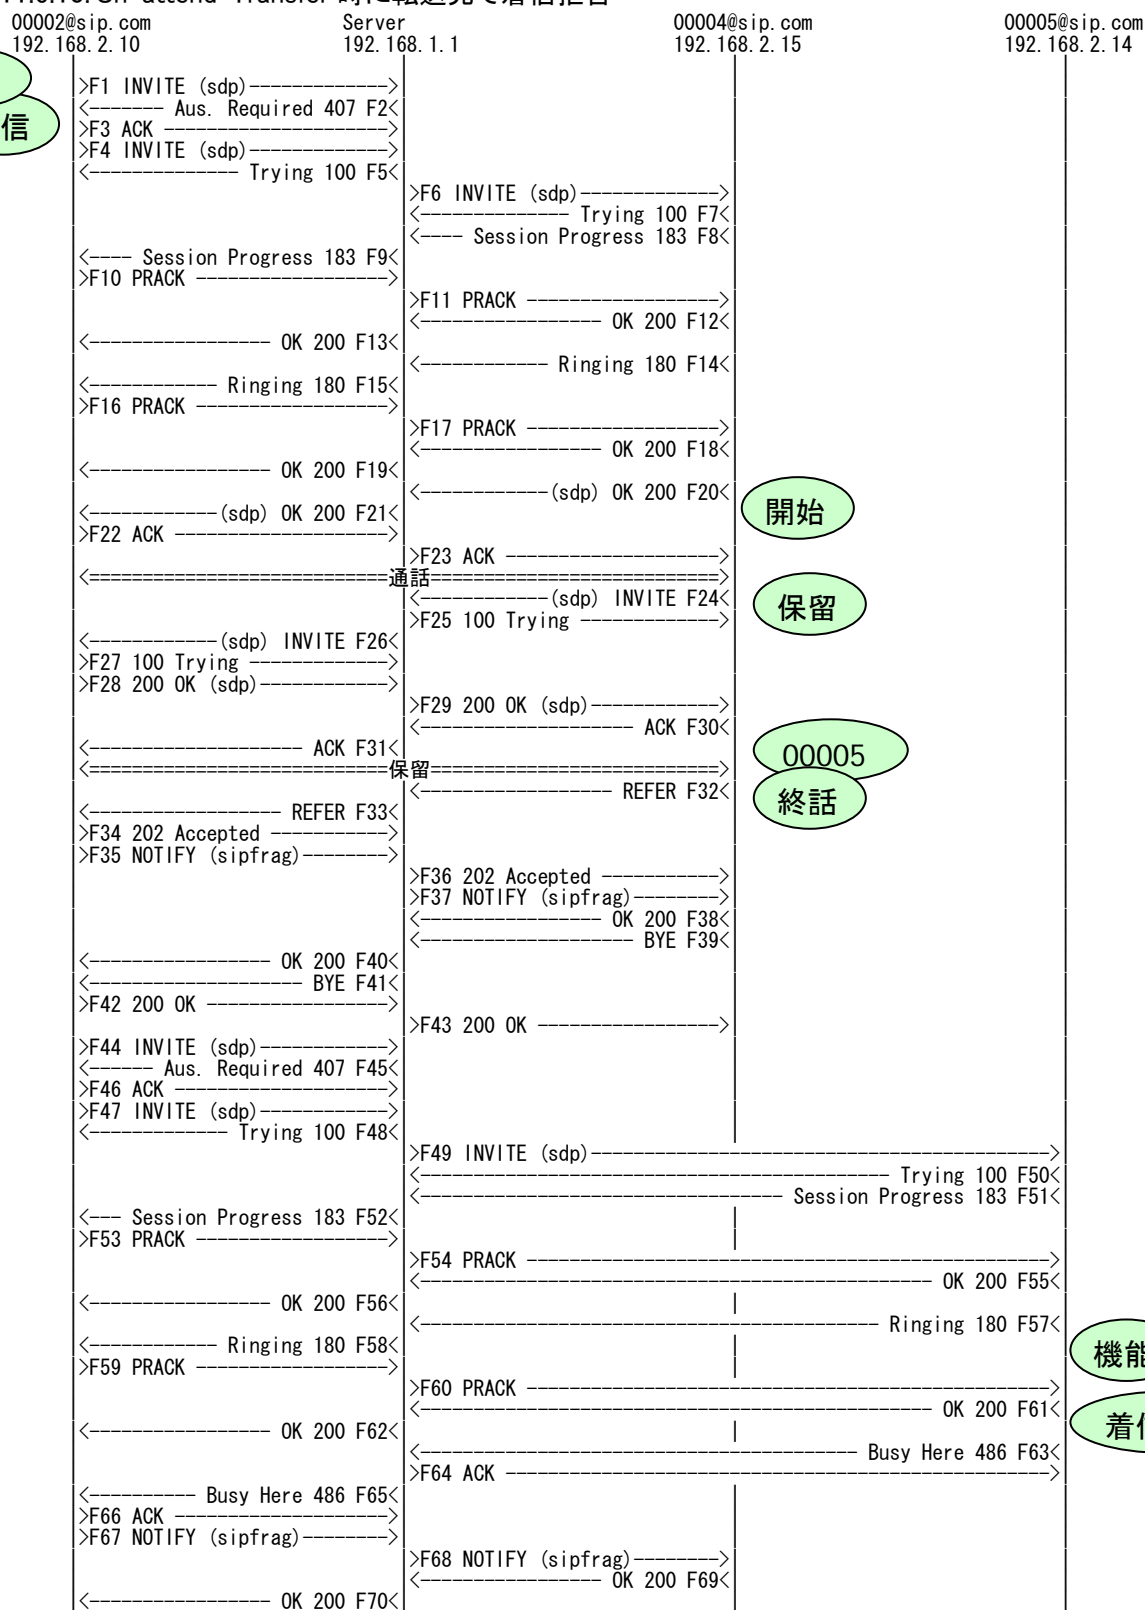 00002@sip.com Server 00004@sip.com 00005@sip.com
192.168.2.10 192.168.1.1 192.168.2.15 192.168.2.14
>F1 INVITE (sdp)------------->
<------- Aus. Required 407 F2<
信
>F3 ACK --------------------->
>F4 INVITE (sdp)------------->
<-------------- Trying 100 F5<
>F6 INVITE (sdp)------------->
<-------------- Trying 100 F7<
<---- Session Progress 183 F8<
<---- Session Progress 183 F9<
>F10 PRACK ------------------>
>F11 PRACK ------------------>
<----------------- OK 200 F12<
<----------------- OK 200 F13<
<------------ Ringing 180 F14<
<------------ Ringing 180 F15<
>F16 PRACK ------------------>
>F17 PRACK ------------------>
<----------------- OK 200 F18<
<----------------- OK 200 F19<
<------------(sdp) OK 200 F20<
開始
<------------(sdp) OK 200 F21<
>F22 ACK -------------------->
>F23 ACK -------------------->
<============================通話===========================>
<------------(sdp) INVITE F24<
保留
>F25 100 Trying ------------->
<------------(sdp) INVITE F26<
>F27 100 Trying ------------->
>F28 200 OK (sdp)------------>
>F29 200 OK (sdp)------------>
<-------------------- ACK F30<
<-------------------- ACK F31<
00005
<============================保留===========================>
<------------------ REFER F32<
終話
<------------------ REFER F33<
>F34 202 Accepted ----------->
>F35 NOTIFY (sipfrag)-------->
>F36 202 Accepted ----------->
>F37 NOTIFY (sipfrag)-------->
<----------------- OK 200 F38<
<-------------------- BYE F39<
<----------------- OK 200 F40<
<-------------------- BYE F41<
>F42 200 OK ----------------->
>F43 200 OK ----------------->
>F44 INVITE (sdp)------------>
<------ Aus. Required 407 F45<
>F46 ACK -------------------->
>F47 INVITE (sdp)------------>
<------------- Trying 100 F48<
>F49 INVITE (sdp)------------------------------------------->
<-------------------------------------------- Trying 100 F50<
<---------------------------------- Session Progress 183 F51<
<--- Session Progress 183 F52<
>F53 PRACK ------------------>
>F54 PRACK ------------------------------------------------->
<------------------------------------------------ OK 200 F55<
<----------------- OK 200 F56<
<------------------------------------------- Ringing 180 F57<
<------------ Ringing 180 F58<
機能
>F59 PRACK ------------------>
>F60 PRACK ------------------------------------------------->
<------------------------------------------------ OK 200 F61<
着
<----------------- OK 200 F62<
<----------------------------------------- Busy Here 486 F63<
>F64 ACK --------------------------------------------------->
<---------- Busy Here 486 F65<
>F66 ACK -------------------->
>F67 NOTIFY (sipfrag)-------->
>F68 NOTIFY (sipfrag)-------->
<----------------- OK 200 F69<
<----------------- OK 200 F70<